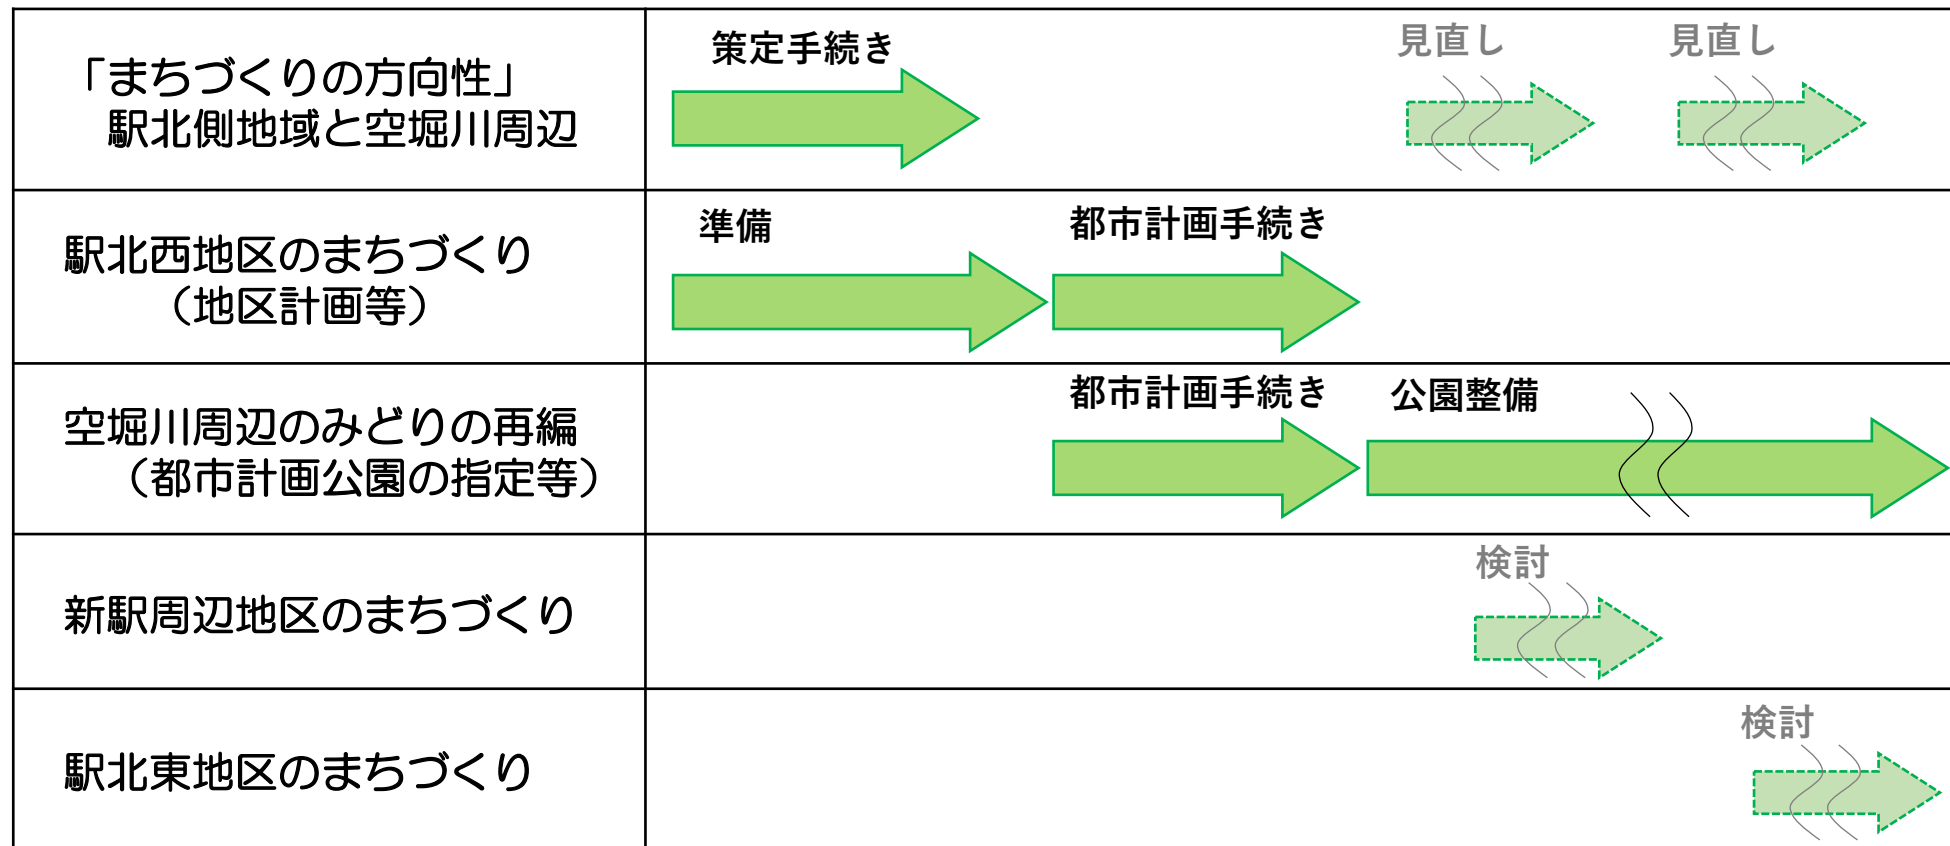 「まちづくりの方向性」
駅北側地域と空堀川周辺
策定手続き
見直し
見直し
駅北西地区のまちづくり
（地区計画等）
準備
都市計画手続き
空堀川周辺のみどりの再編
（都市計画公園の指定等）
都市計画手続き
公園整備
新駅周辺地区のまちづくり
検討
駅北東地区のまちづくり
検討